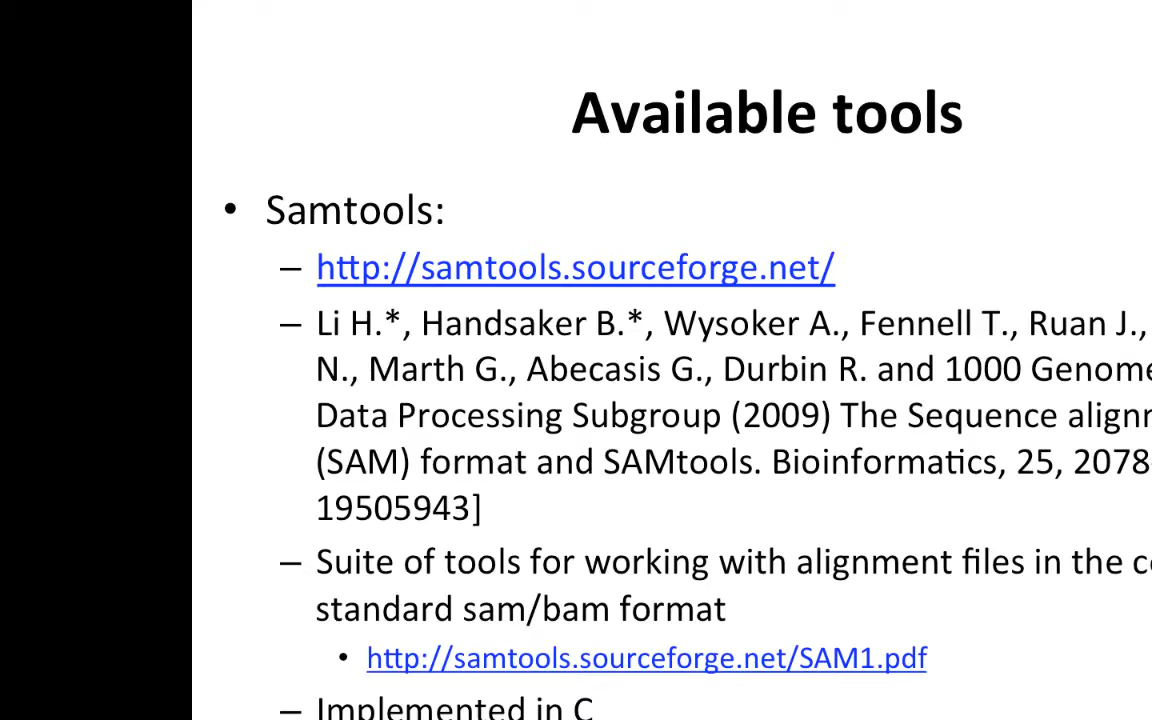 Available tools
• Samtools:
– http://samtools.sourceforge.net/
– Li H.*, Handsaker B.*, Wysoker A., Fennell T., Ruan J.,
N., Marth G., Abecasis G., Durbin R. and 1000 Genome
Data Processing Subgroup (2009) The Sequence alignm
(SAM) format and SAMtools. Bioinformatics, 25, 2078
19505943]
– Suite of tools for working with alignment files in the c
standard sam/bam format
• http://samtools.sourceforge.net/SAM1.pdf
– Implemented in C